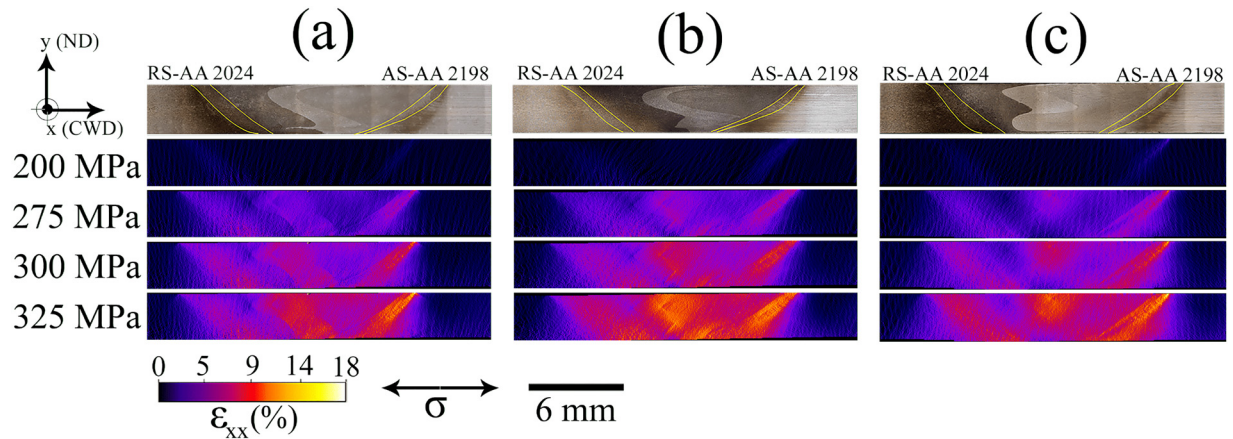 (a) (b) (c)
y (ND)
x (CWD)
RS-AA 2024 AS-AA 2198 RS-AA 2024 AS-AA 2198 RS-AA 2024 AS-AA 2198
200 MPa
275 MPa
300 MPa
325 MPa
0 5 9 14 18
εxx(%)
σ
6 mm